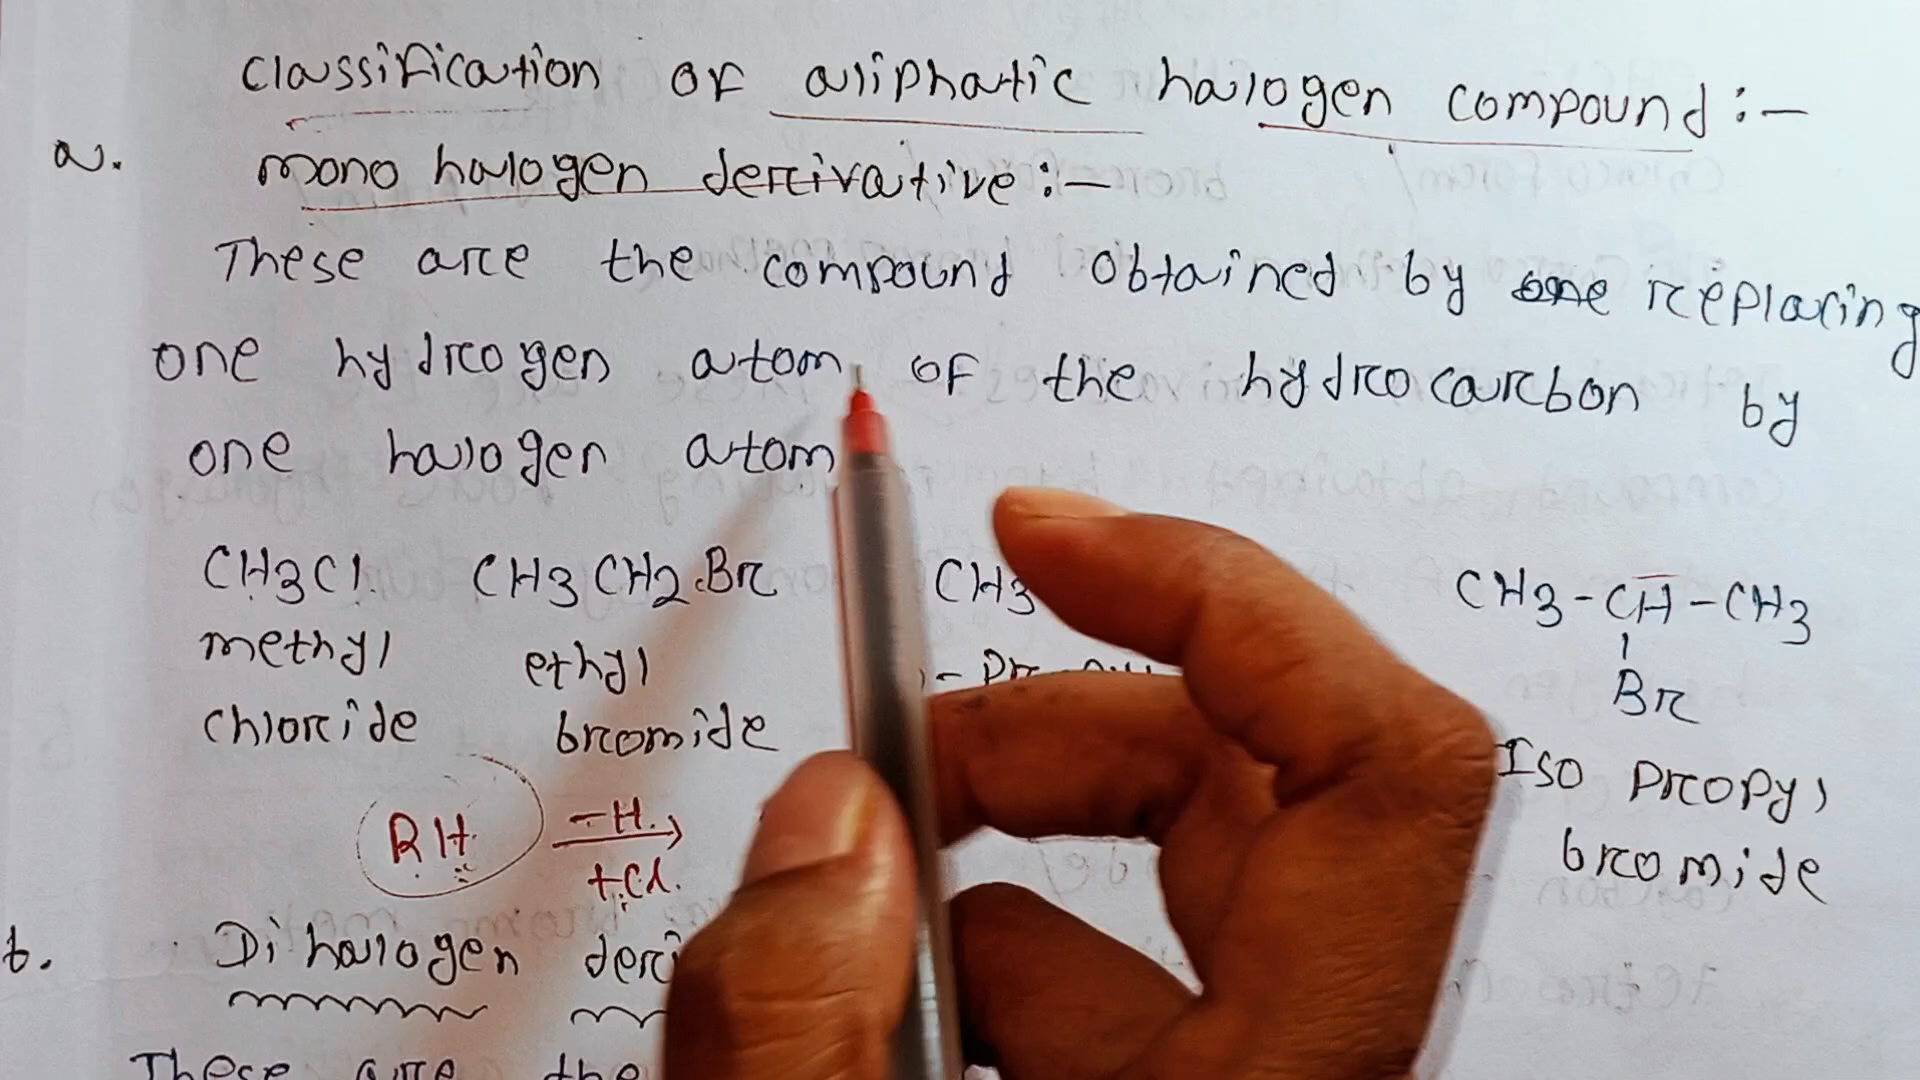 Classification of aliphatic halogen compound:-
a. mono halogen derivative:-
These are the compound obtained by one replacing
one hydrogen atom of the hydrocarbon by
one halogen atom
CH3Cl CH3CH2Br CH3 CH3-CH-CH3
Br
methyl ethyl
chloride bromide Iso propyl
bromide
RH -H.
+Cl.
b. Di halogen deri
These are the